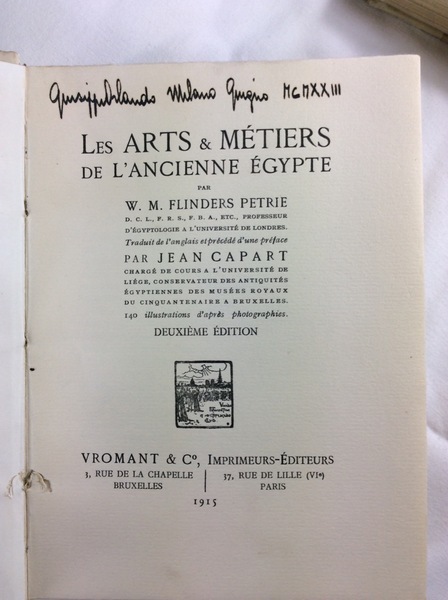 Milano Giugno MCMXXIII
LES ARTS & MÉTIERS
DE L'ANCIENNE ÉGYPTE
PAR
W. M. FLINDERS PETRIE
D. C. L., F. R. S., F. B. A., ETC., PROFESSEUR
D'ÉGYPTOLOGIE A L'UNIVERSITÉ DE LONDRES.
Traduit de l'anglais et précédé d'une préface
PAR JEAN CAPART
CHARGÉ DE COURS A L'UNIVERSITÉ DE
LIÉGE, CONSERVATEUR DES ANTIQUITÉS
ÉGYPTIENNES DES MUSÉES ROYAUX
DU CINQUANTENAIRE A BRUXELLES.
140 illustrations d'après photographies.
DEUXIÈME ÉDITION
VROMANT & Cº, IMPRIMEURS-ÉDITEURS
3, RUE DE LA CHAPELLE
BRUXELLES
37, RUE DE LILLE (VIe)
PARIS
1915